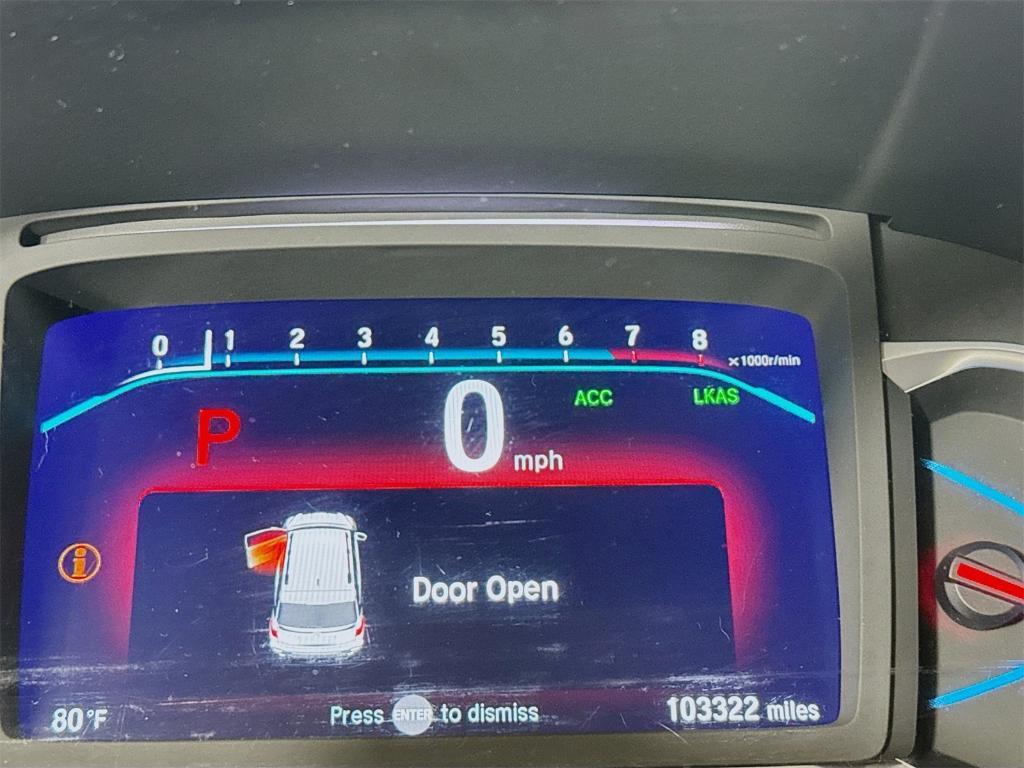 0 1 2 3 4 5 6 7 8
×1000r/min
ACC LKAS
P 0 mph
i
Door Open
80°F Press ENTER to dismiss 103322 miles